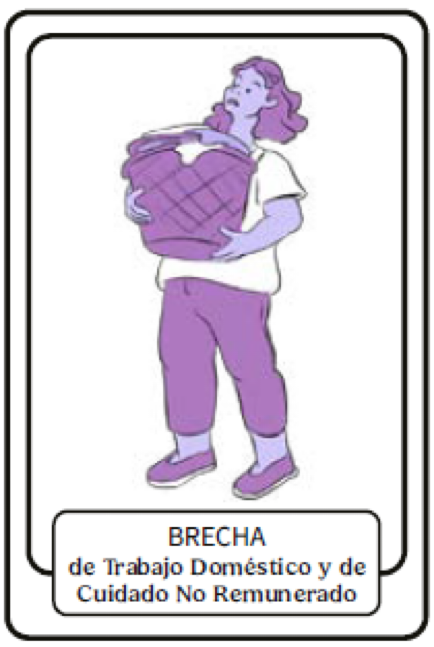 BRECHA
de Trabajo Doméstico y de
Cuidado No Remunerado